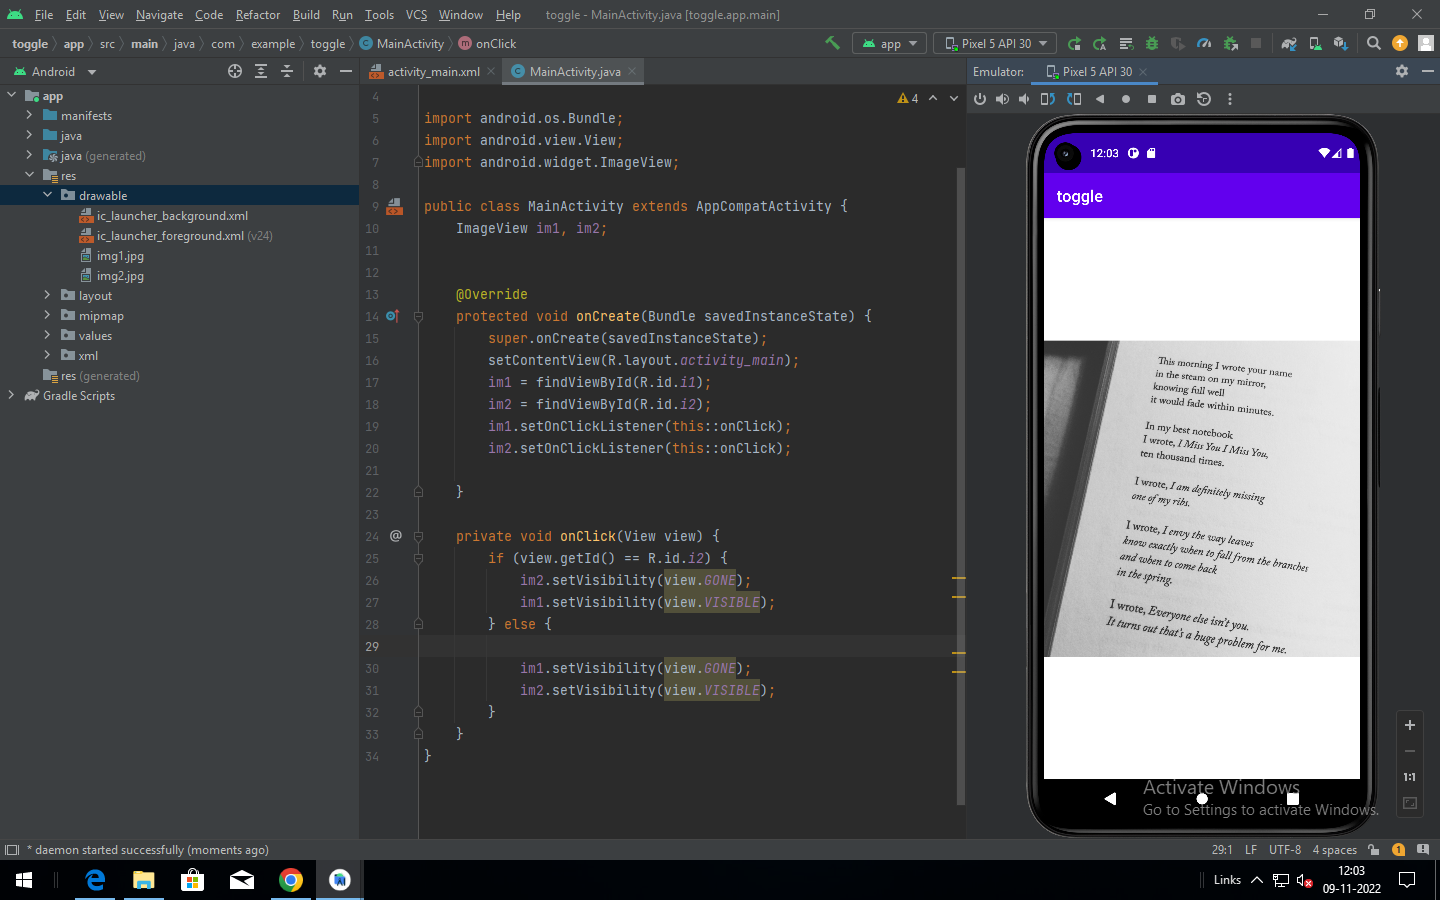 File Edit View Navigate Code Refactor Build Run Tools VCS Window Help toggle - MainActivity.java [toggle.app.main]
toggle app src main java com example toggle MainActivity onClick app Pixel 5 API 30
Android
activity_main.xml MainActivity.java
Emulator: Pixel 5 API 30
app
manifests
java
java (generated)
res
drawable
ic_launcher_background.xml
ic_launcher_foreground.xml (v24)
img1.jpg
img2.jpg
layout
mipmap
values
xml
res (generated)
Gradle Scripts
4
4
5 import android.os.Bundle;
6 import android.view.View;
7 import android.widget.ImageView;
8
9 public class MainActivity extends AppCompatActivity {
10 ImageView im1, im2;
11
12
13 @Override
14 protected void onCreate(Bundle savedInstanceState) {
15 super.onCreate(savedInstanceState);
16 setContentView(R.layout.activity_main);
17 im1 = findViewById(R.id.i1);
18 im2 = findViewById(R.id.i2);
19 im1.setOnClickListener(this::onClick);
20 im2.setOnClickListener(this::onClick);
21
22 }
23
24 @ private void onClick(View view) {
25 if (view.getId() == R.id.i2) {
26 im2.setVisibility(view.GONE);
27 im1.setVisibility(view.VISIBLE);
28 } else {
29
30 im1.setVisibility(view.GONE);
31 im2.setVisibility(view.VISIBLE);
32 }
33 }
34 }
12:03
toggle
This morning I wrote your name
in the steam on my mirror,
knowing full well
it would fade within minutes.
In my best notebook
I wrote, I Miss You I Miss You,
ten thousand times.
I wrote, I am definitely missing
one of my ribs.
I wrote, I envy the way leaves
know exactly when to fall from the branches
and when to come back
in the spring.
I wrote, Everyone else isn't you.
It turns out that's a huge problem for me.
1:1
Activate Windows
Go to Settings to activate Windows.
* daemon started successfully (moments ago)
29:1 LF UTF-8 4 spaces 1
Links
12:03
09-11-2022